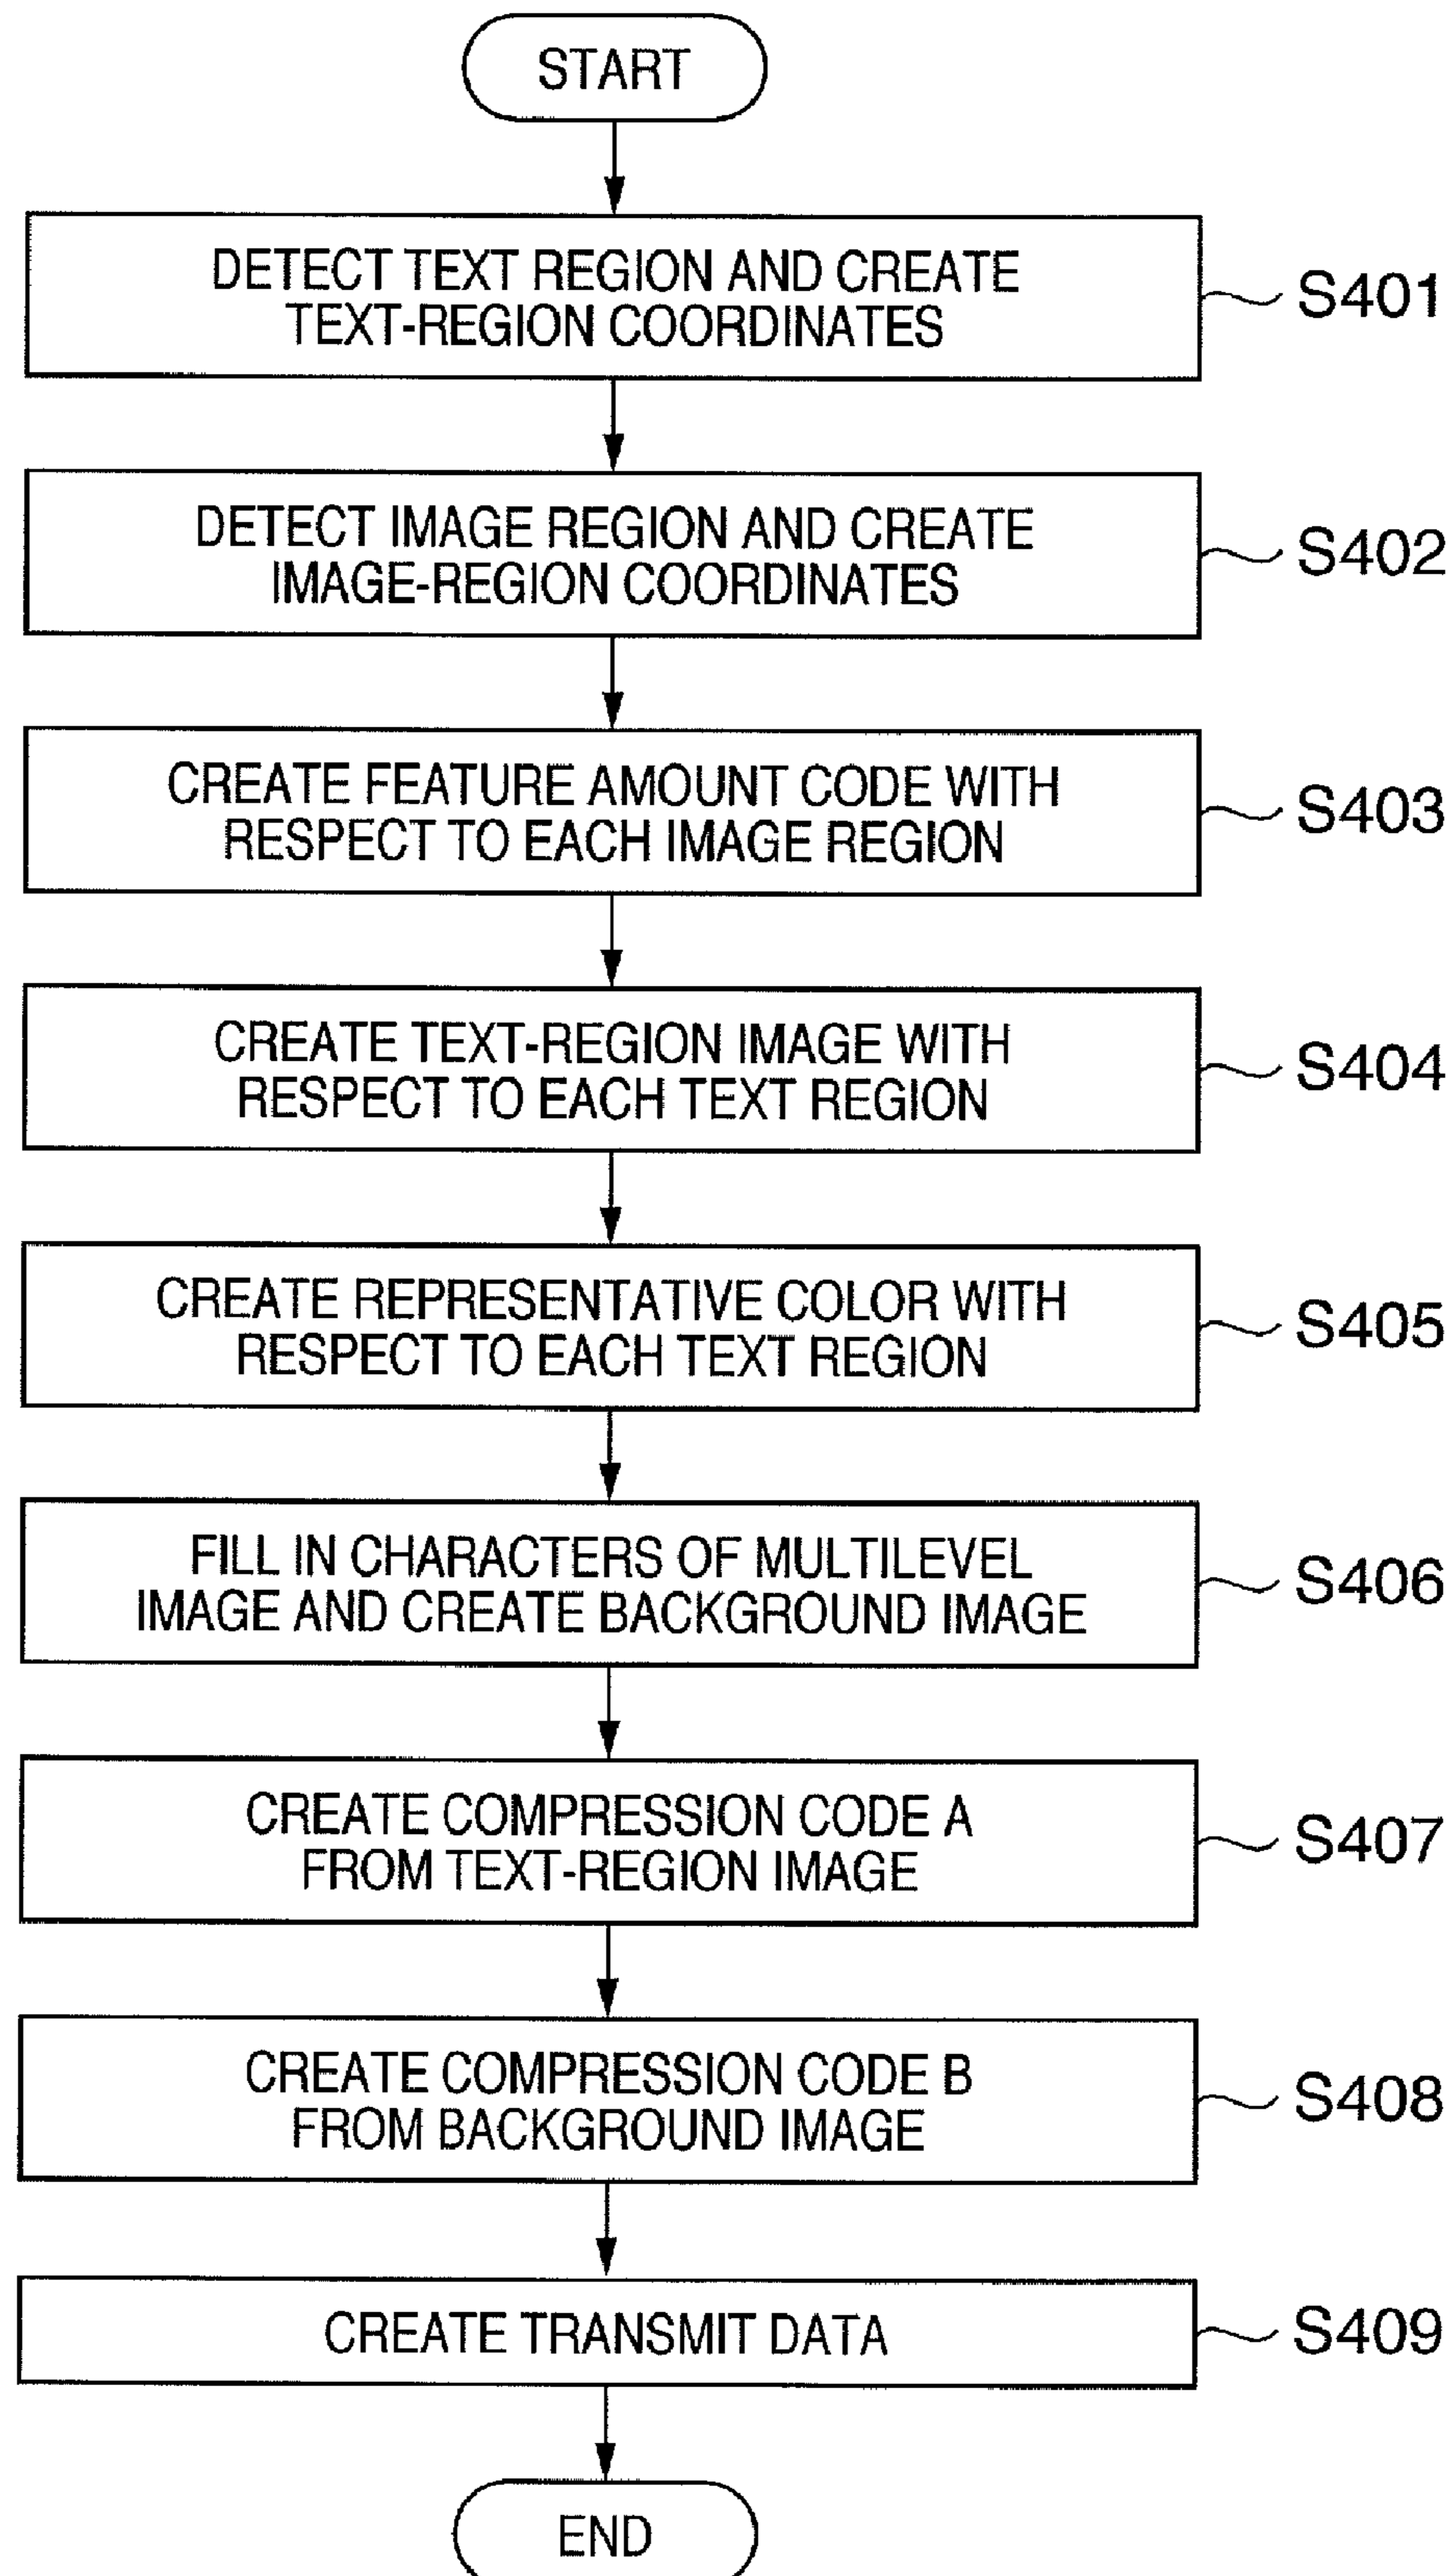 START
DETECT TEXT REGION AND CREATE
TEXT-REGION COORDINATES
S401
DETECT IMAGE REGION AND CREATE
IMAGE-REGION COORDINATES
S402
CREATE FEATURE AMOUNT CODE WITH
RESPECT TO EACH IMAGE REGION
S403
CREATE TEXT-REGION IMAGE WITH
RESPECT TO EACH TEXT REGION
S404
CREATE REPRESENTATIVE COLOR WITH
RESPECT TO EACH TEXT REGION
S405
FILL IN CHARACTERS OF MULTILEVEL
IMAGE AND CREATE BACKGROUND IMAGE
S406
CREATE COMPRESSION CODE A
FROM TEXT-REGION IMAGE
S407
CREATE COMPRESSION CODE B
FROM BACKGROUND IMAGE
S408
CREATE TRANSMIT DATA
S409
END